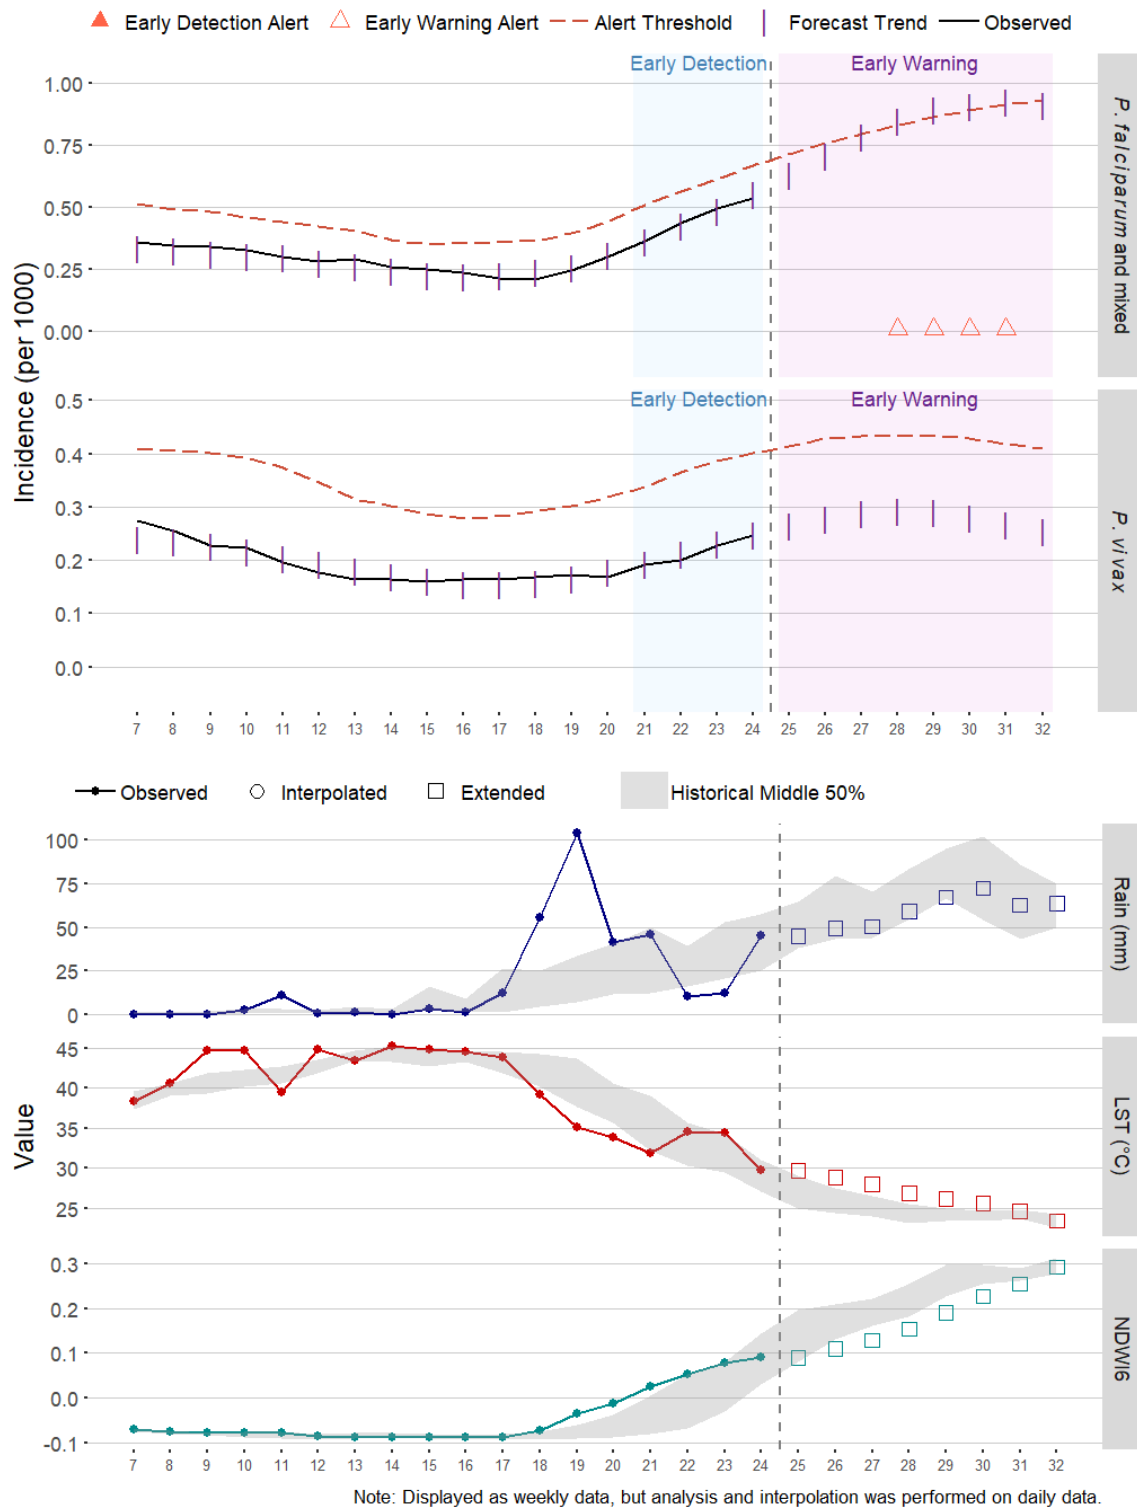 Early Detection Alert Early Warning Alert Alert Threshold Forecast Trend Observed
Early Detection Early Warning
1.00
0.75
0.50
0.25
0.00
P. falciparum and mixed
Incidence (per 1000)
Early Detection Early Warning
0.5
0.4
0.3
0.2
0.1
0.0
P. vivax
7 8 9 10 11 12 13 14 15 16 17 18 19 20 21 22 23 24 25 26 27 28 29 30 31 32
Observed Interpolated Extended Historical Middle 50%
100
75
50
25
0
Rain (mm)
Value
45
40
35
30
25
LST (°C)
0.3
0.2
0.1
0.0
-0.1
NDWI6
7 8 9 10 11 12 13 14 15 16 17 18 19 20 21 22 23 24 25 26 27 28 29 30 31 32
Note: Displayed as weekly data, but analysis and interpolation was performed on daily data.